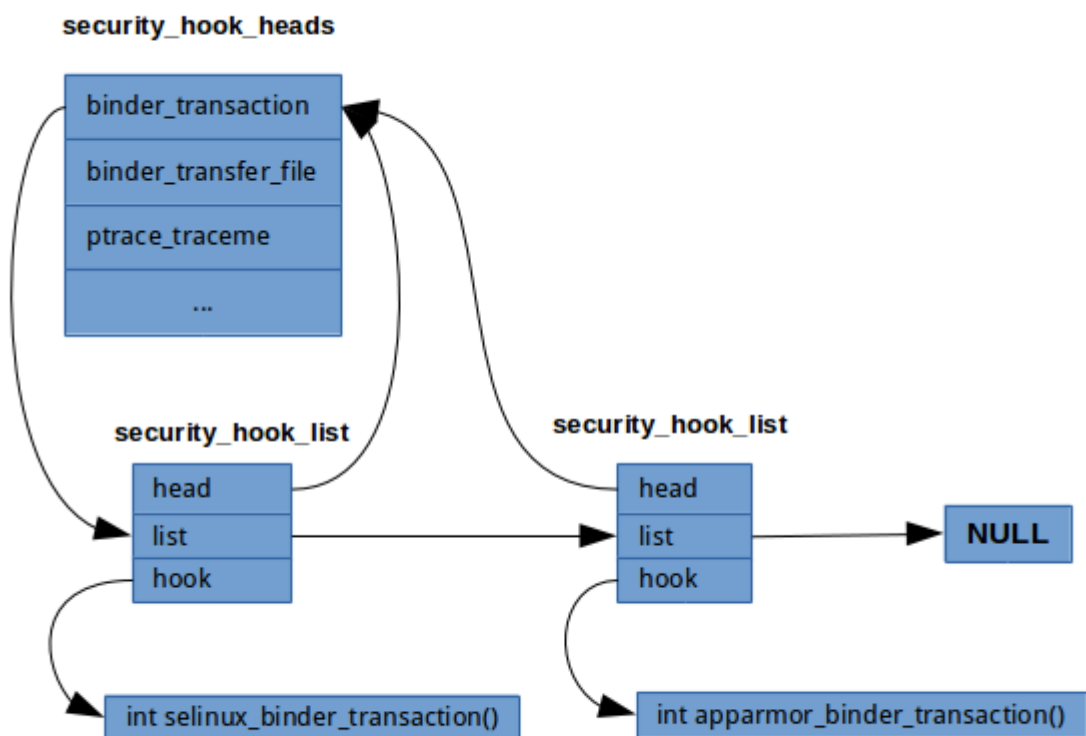 security_hook_heads
binder_transaction
binder_transfer_file
ptrace_traceme
...
security_hook_list
head
list
hook
int selinux_binder_transaction()
security_hook_list
head
list
hook
int apparmor_binder_transaction()
NULL